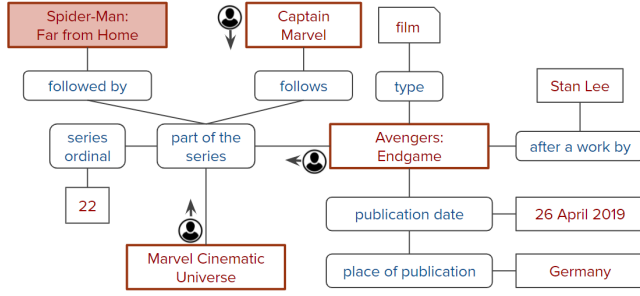 Spider-Man:
Far from Home
Captain
Marvel
film
followed by
follows
type
Stan Lee
series
ordinal
part of the
series
Avengers:
Endgame
after a work by
22
publication date
26 April 2019
Marvel Cinematic
Universe
place of publication
Germany